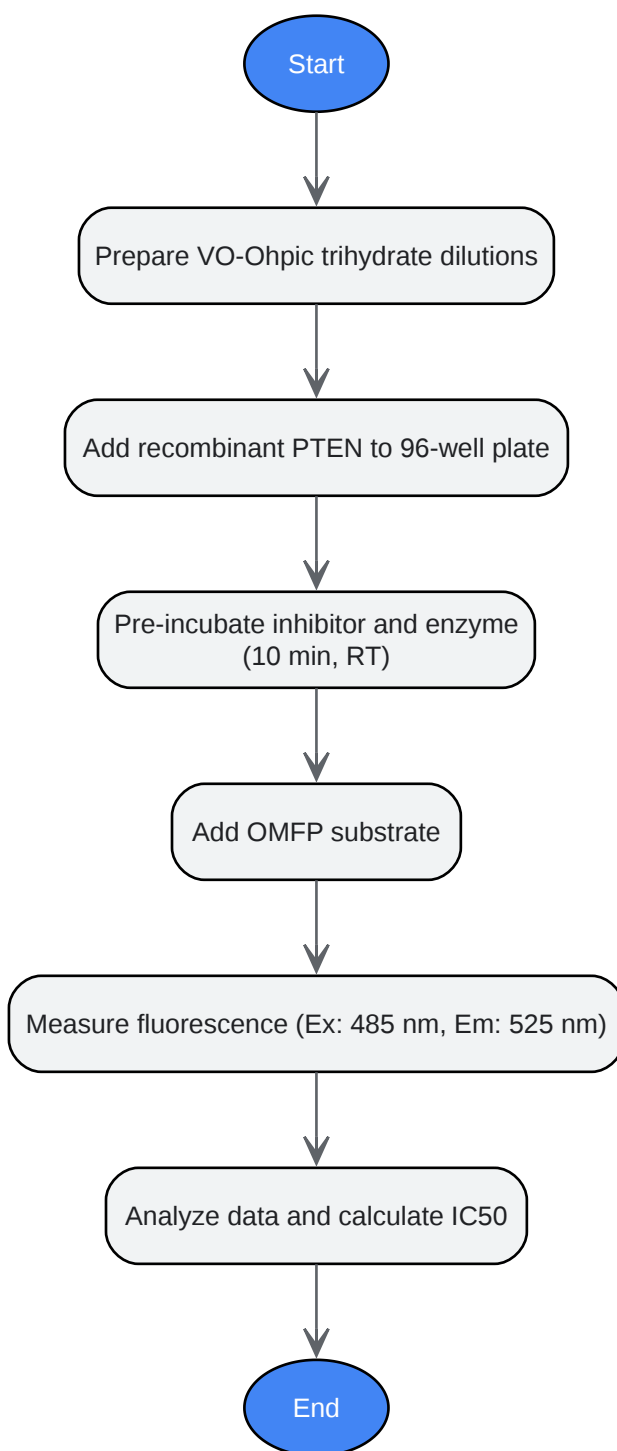 Start
Prepare VO-Ohpic trihydrate dilutions
Add recombinant PTEN to 96-well plate
Pre-incubate inhibitor and enzyme
(10 min, RT)
Add OMFP substrate
Measure fluorescence (Ex: 485 nm, Em: 525 nm)
Analyze data and calculate IC50
End